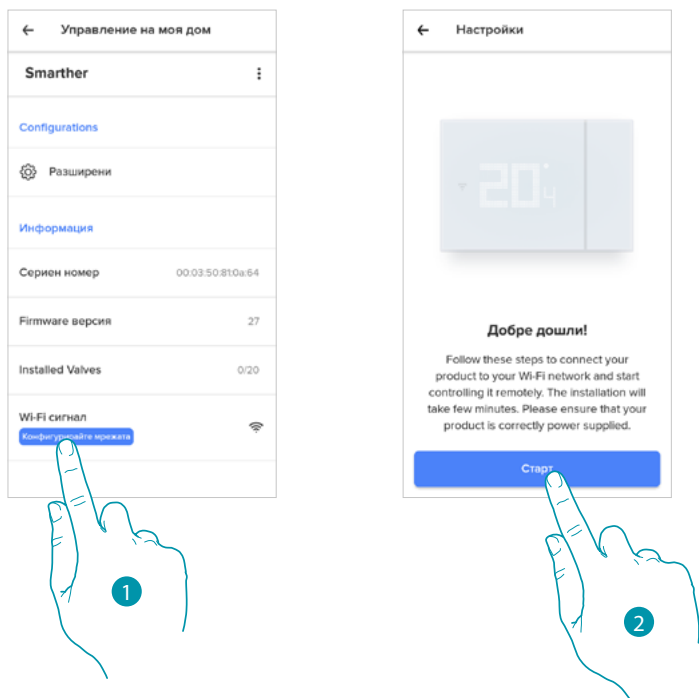 Управление на моя дом
Smarther
Configurations
Разширени
Информация
Сериен номер 00:03:50:81:0a:64
Firmware версия 27
Installed Valves 0/20
Wi-Fi сигнал
Конфигурирайте мрежата
1
Настройки
20.4
Добре дошли!
Follow these steps to connect your
product to your Wi-Fi network and start
controlling it remotely. The installation will
take few minutes. Please ensure that your
product is correctly power supplied.
Старт
2